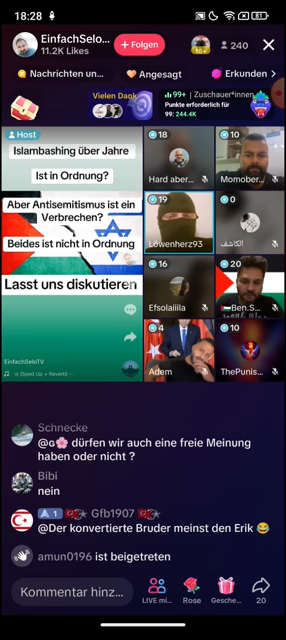 18:28
81
EinfachSelo...
11.2K Likes
+ Folgen
240
Nachrichten un...
Angesagt
Erkunden
Vielen Dank
99+ | Zuschauer*innen
Punkte erforderlich für
99: 244.4K
Host
Islambashing über Jahre
Ist in Ordnung?
Aber Antisemitismus ist ein
Verbrechen?
Beides ist nicht in Ordnung
Lasst uns diskutieren
EinfachSeloTV
18
Hard aber...
10
Momober...
19
Löwenherz93
0
الكاشف
16
Efsolaiiila
20
Ben.S...
4
Adem
10
ThePunis...
Schnecke
@G🌸 dürfen wir auch eine freie Meinung
haben oder nicht ?
Bibi
nein
1
Gfb1907
@Der konvertierte Bruder meinst den Erik 😂
amun0196 ist beigetreten
Kommentar hinz...
LIVE mi...
Rose
Gesche...
20